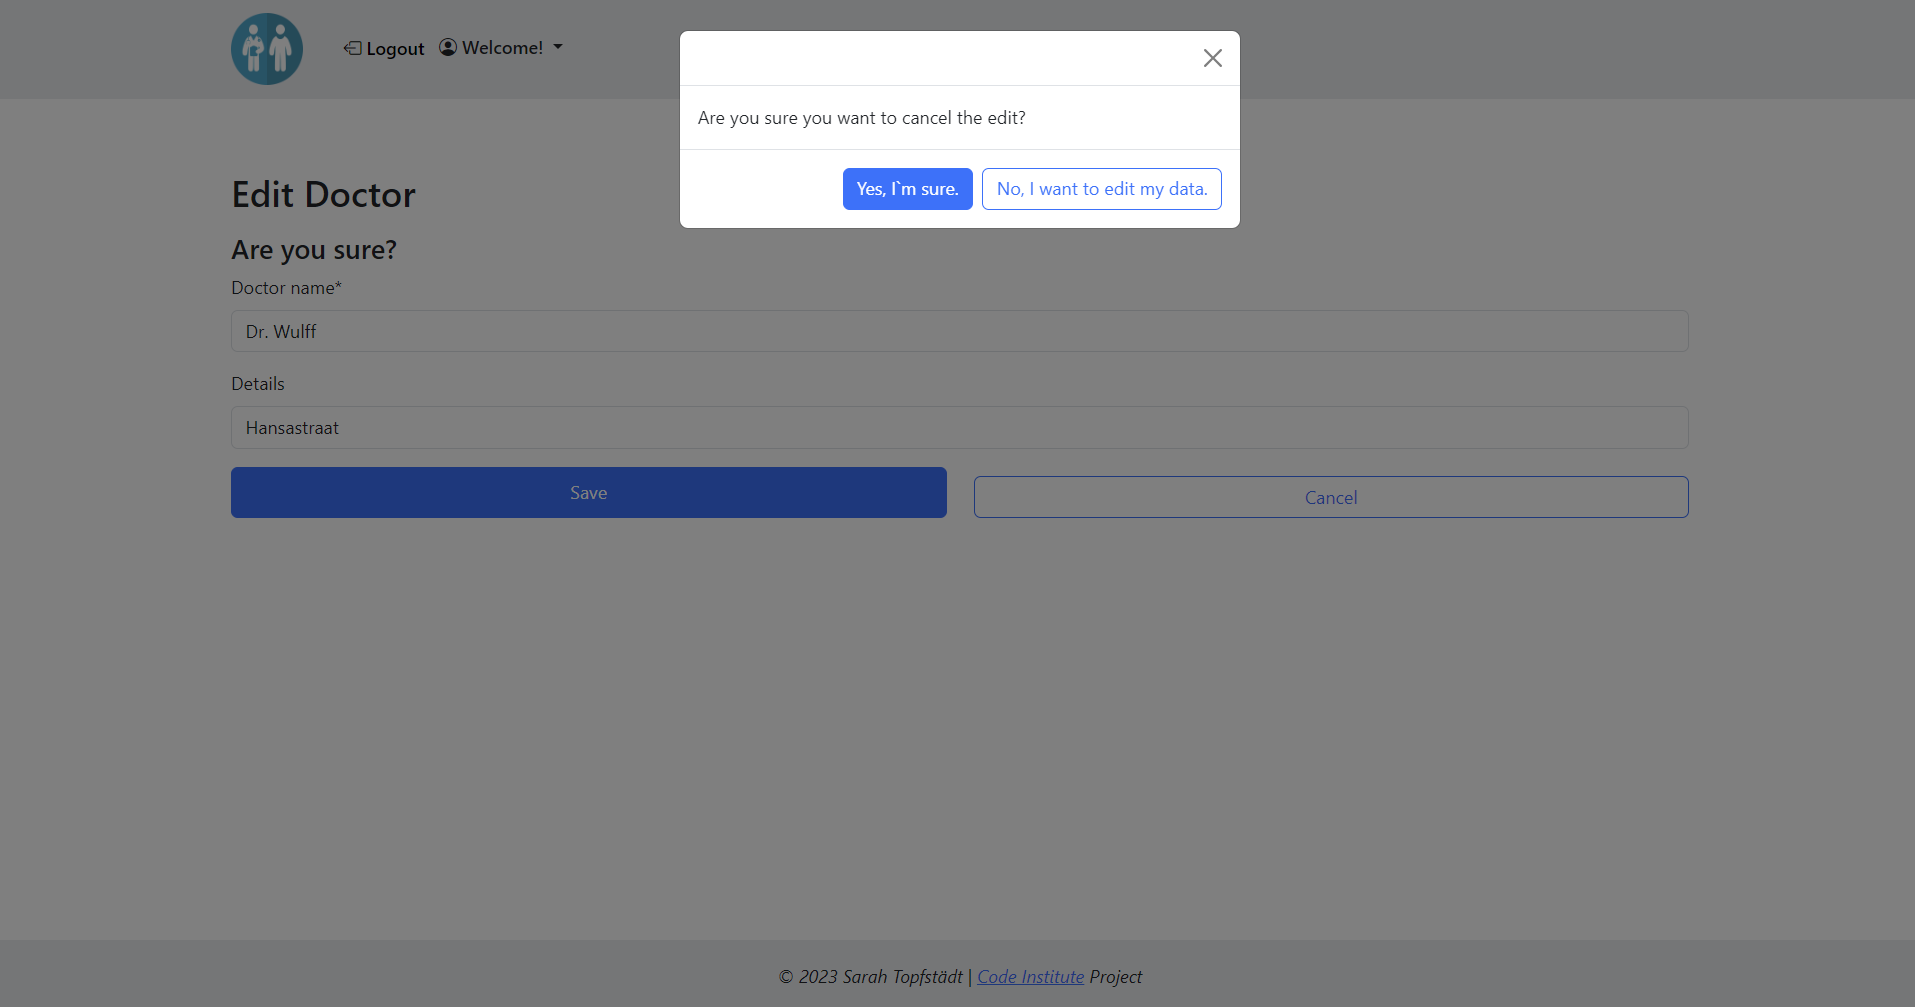 Logout Welcome!
Are you sure you want to cancel the edit?
Yes, I`m sure. No, I want to edit my data.
Edit Doctor
Are you sure?
Doctor name*
Dr. Wulff
Details
Hansastraat
Save Cancel
© 2023 Sarah Topfstädt | Code Institute Project